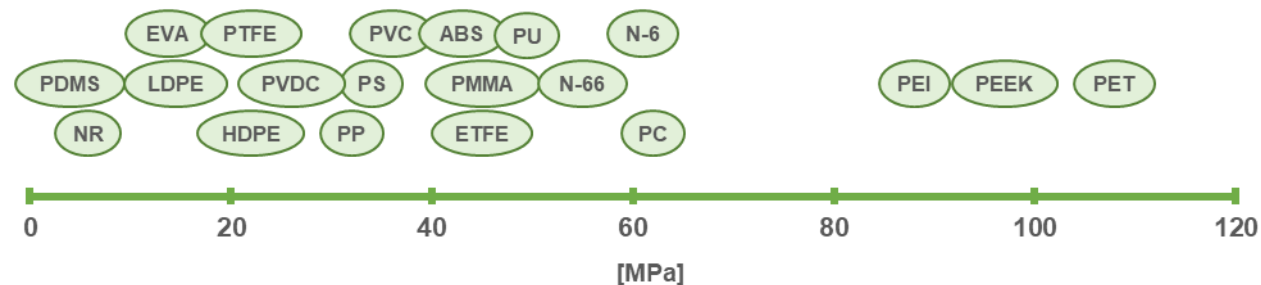 EVA PTFE PVC ABS PU N-6
PDMS LDPE PVDC PS PMMA N-66 PEI PEEK PET
NR HDPE PP ETFE PC
0 20 40 60 80 100 120
[MPa]